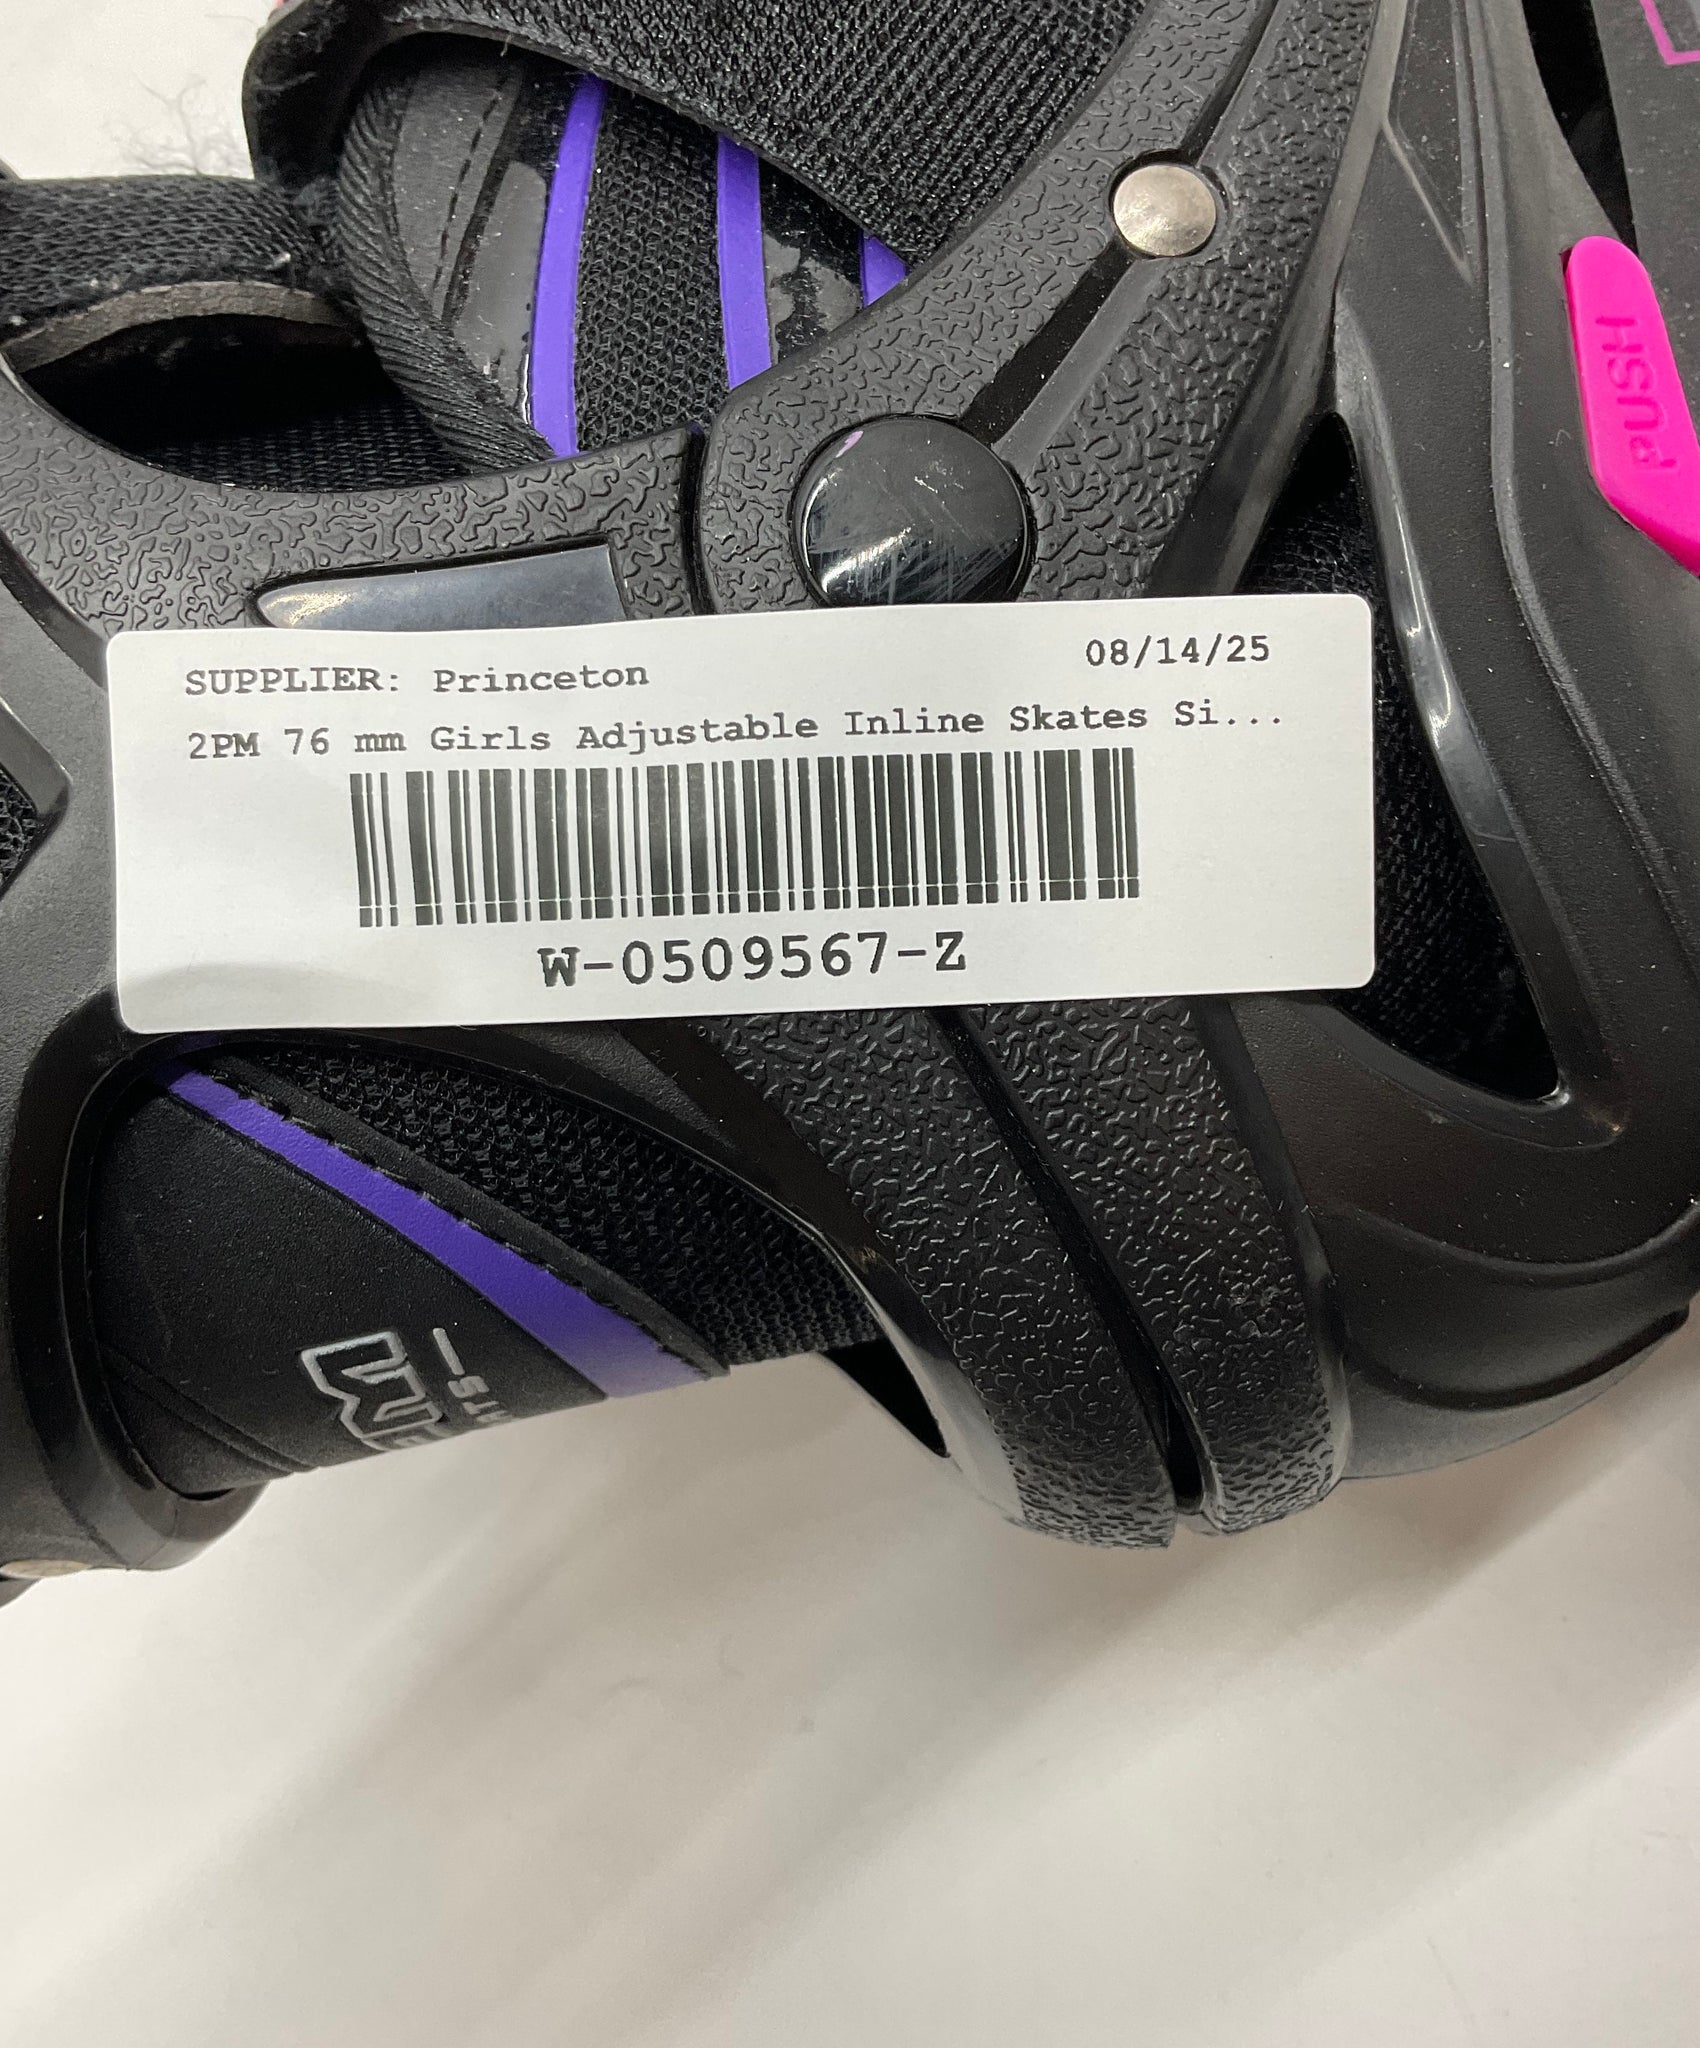 PUSH
SUPPLIER: Princeton 08/14/25
2PM 76 mm Girls Adjustable Inline Skates Si...
W-0509567-Z